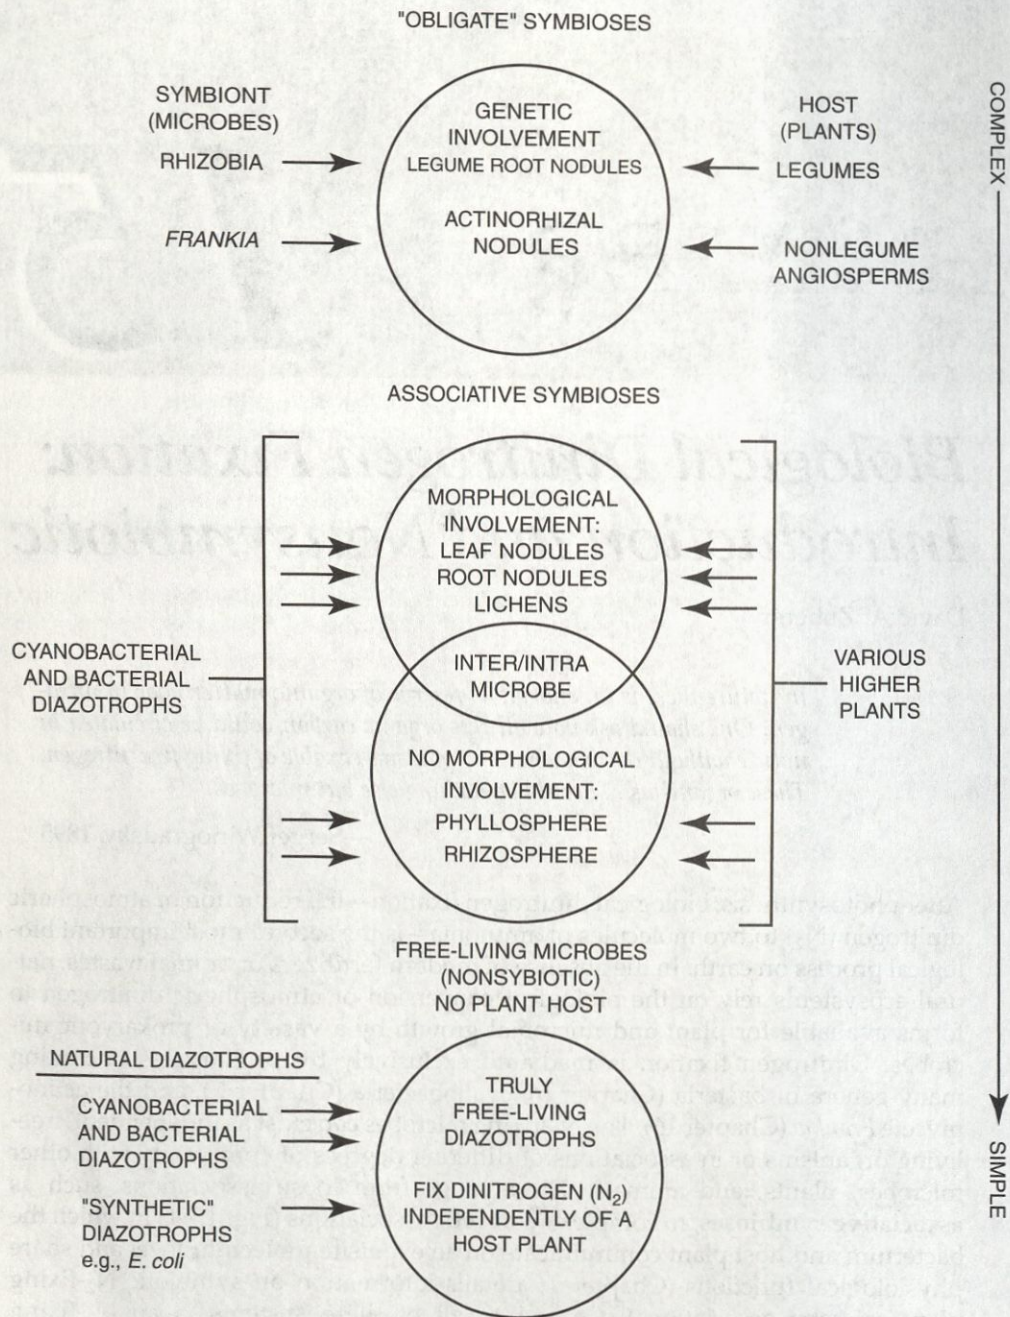 "OBLIGATE" SYMBIOSES
SYMBIONT
(MICROBES)
RHIZOBIA
FRANKIA
GENETIC
INVOLVEMENT
LEGUME ROOT NODULES
ACTINORHIZAL
NODULES
HOST
(PLANTS)
LEGUMES
NONLEGUME
ANGIOSPERMS
COMPLEX
ASSOCIATIVE SYMBIOSES
CYANOBACTERIAL
AND BACTERIAL
DIAZOTROPHS
MORPHOLOGICAL
INVOLVEMENT:
LEAF NODULES
ROOT NODULES
LICHENS
INTER/INTRA
MICROBE
NO MORPHOLOGICAL
INVOLVEMENT:
PHYLLOSPHERE
RHIZOSPHERE
VARIOUS
HIGHER
PLANTS
FREE-LIVING MICROBES
(NONSYBIOTIC)
NO PLANT HOST
NATURAL DIAZOTROPHS
CYANOBACTERIAL
AND BACTERIAL
DIAZOTROPHS
"SYNTHETIC"
DIAZOTROPHS
e.g., E. coli
TRULY
FREE-LIVING
DIAZOTROPHS
FIX DINITROGEN (N₂)
INDEPENDENTLY OF A
HOST PLANT
SIMPLE